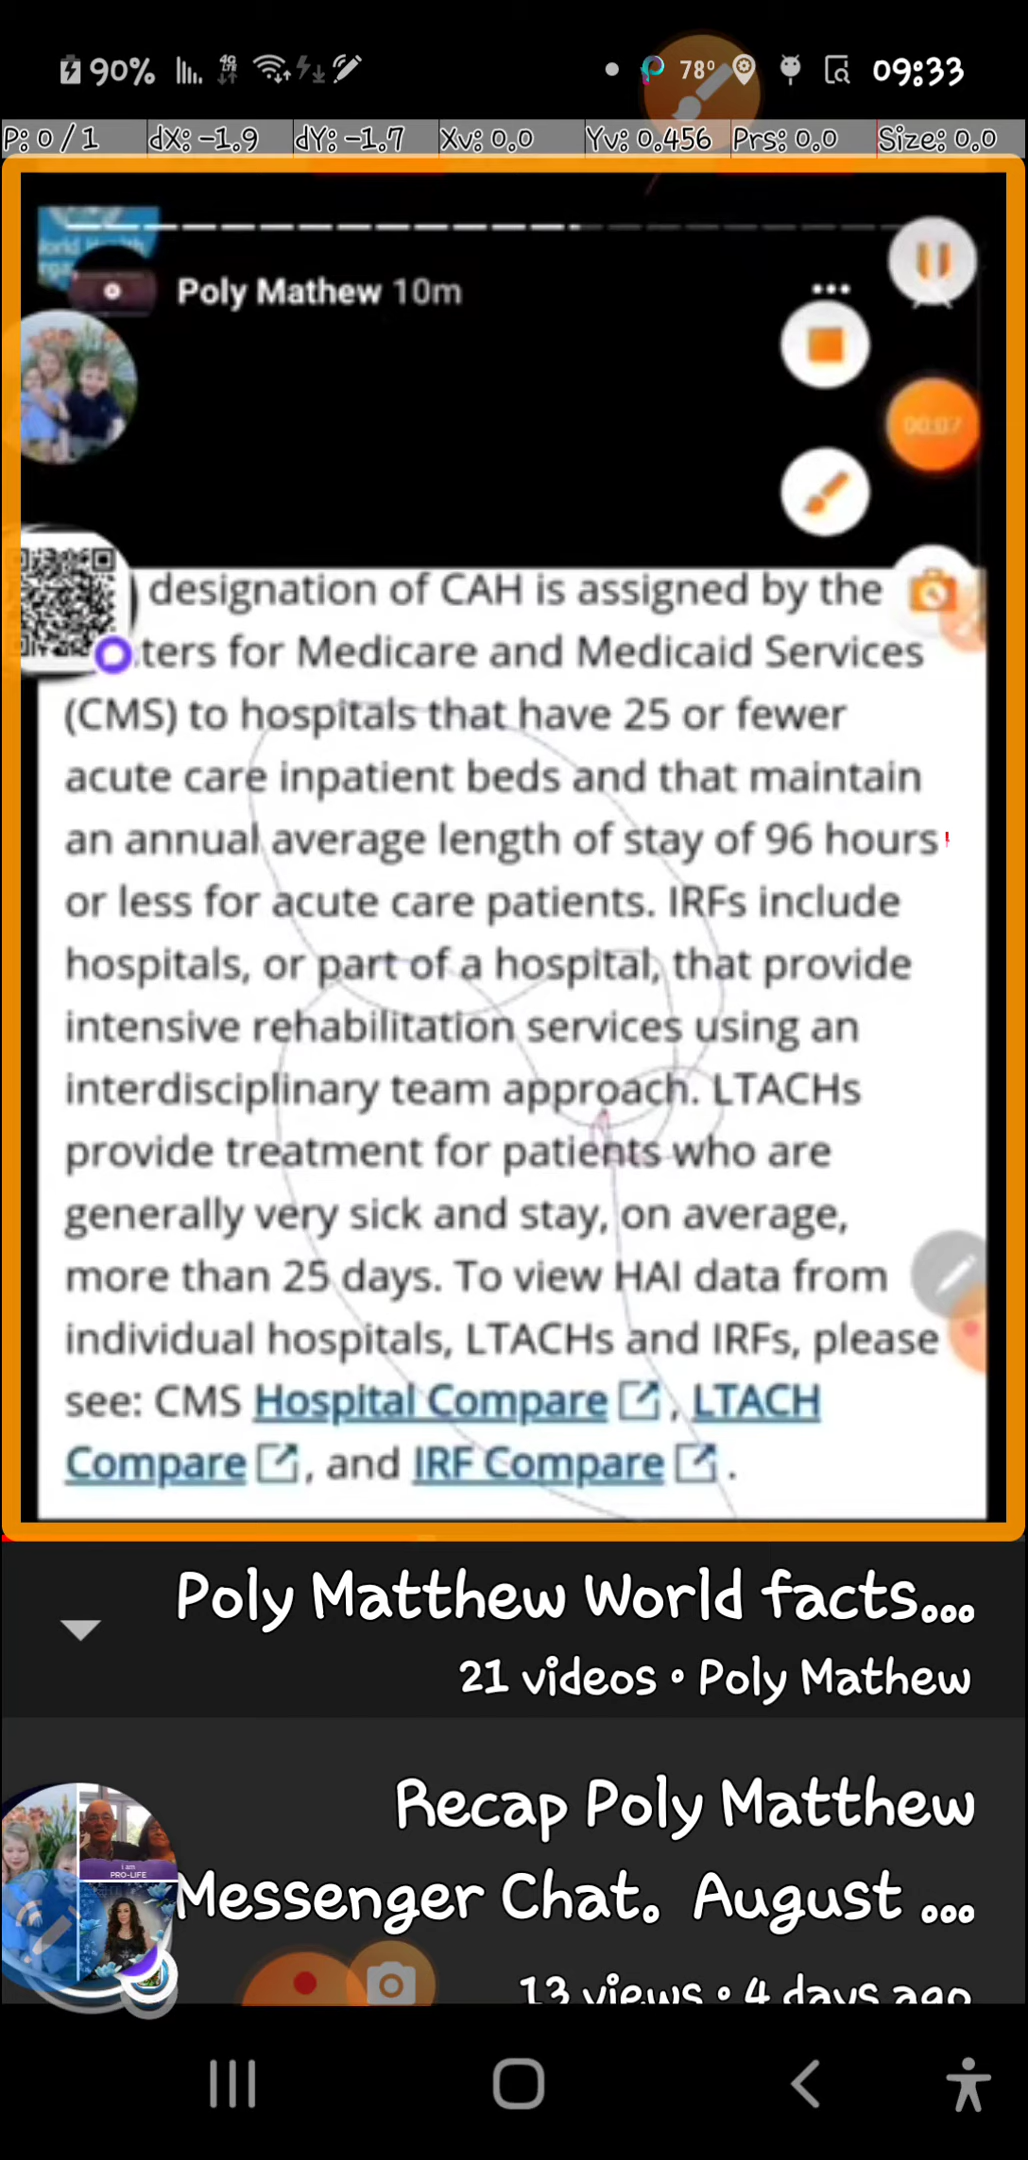 90% 4G 78° 09:33
P: 0 / 1 dX: -1.9 dY: -1.7 Xv: 0.0 Yv: 0.456 Prs: 0.0 Size: 0.0
Poly Mathew 10m
00:07
) designation of CAH is assigned by the
ters for Medicare and Medicaid Services
(CMS) to hospitals that have 25 or fewer
acute care inpatient beds and that maintain
an annual average length of stay of 96 hours
or less for acute care patients. IRFs include
hospitals, or part of a hospital, that provide
intensive rehabilitation services using an
interdisciplinary team approach. LTACHs
provide treatment for patients who are
generally very sick and stay, on average,
more than 25 days. To view HAI data from
individual hospitals, LTACHs and IRFs, please
see: CMS Hospital Compare , LTACH
Compare , and IRF Compare .
Poly Matthew World facts...
21 videos • Poly Mathew
Recap Poly Matthew
Messenger Chat. August ...
13 views • 4 days ago
i am
PRO-LIFE